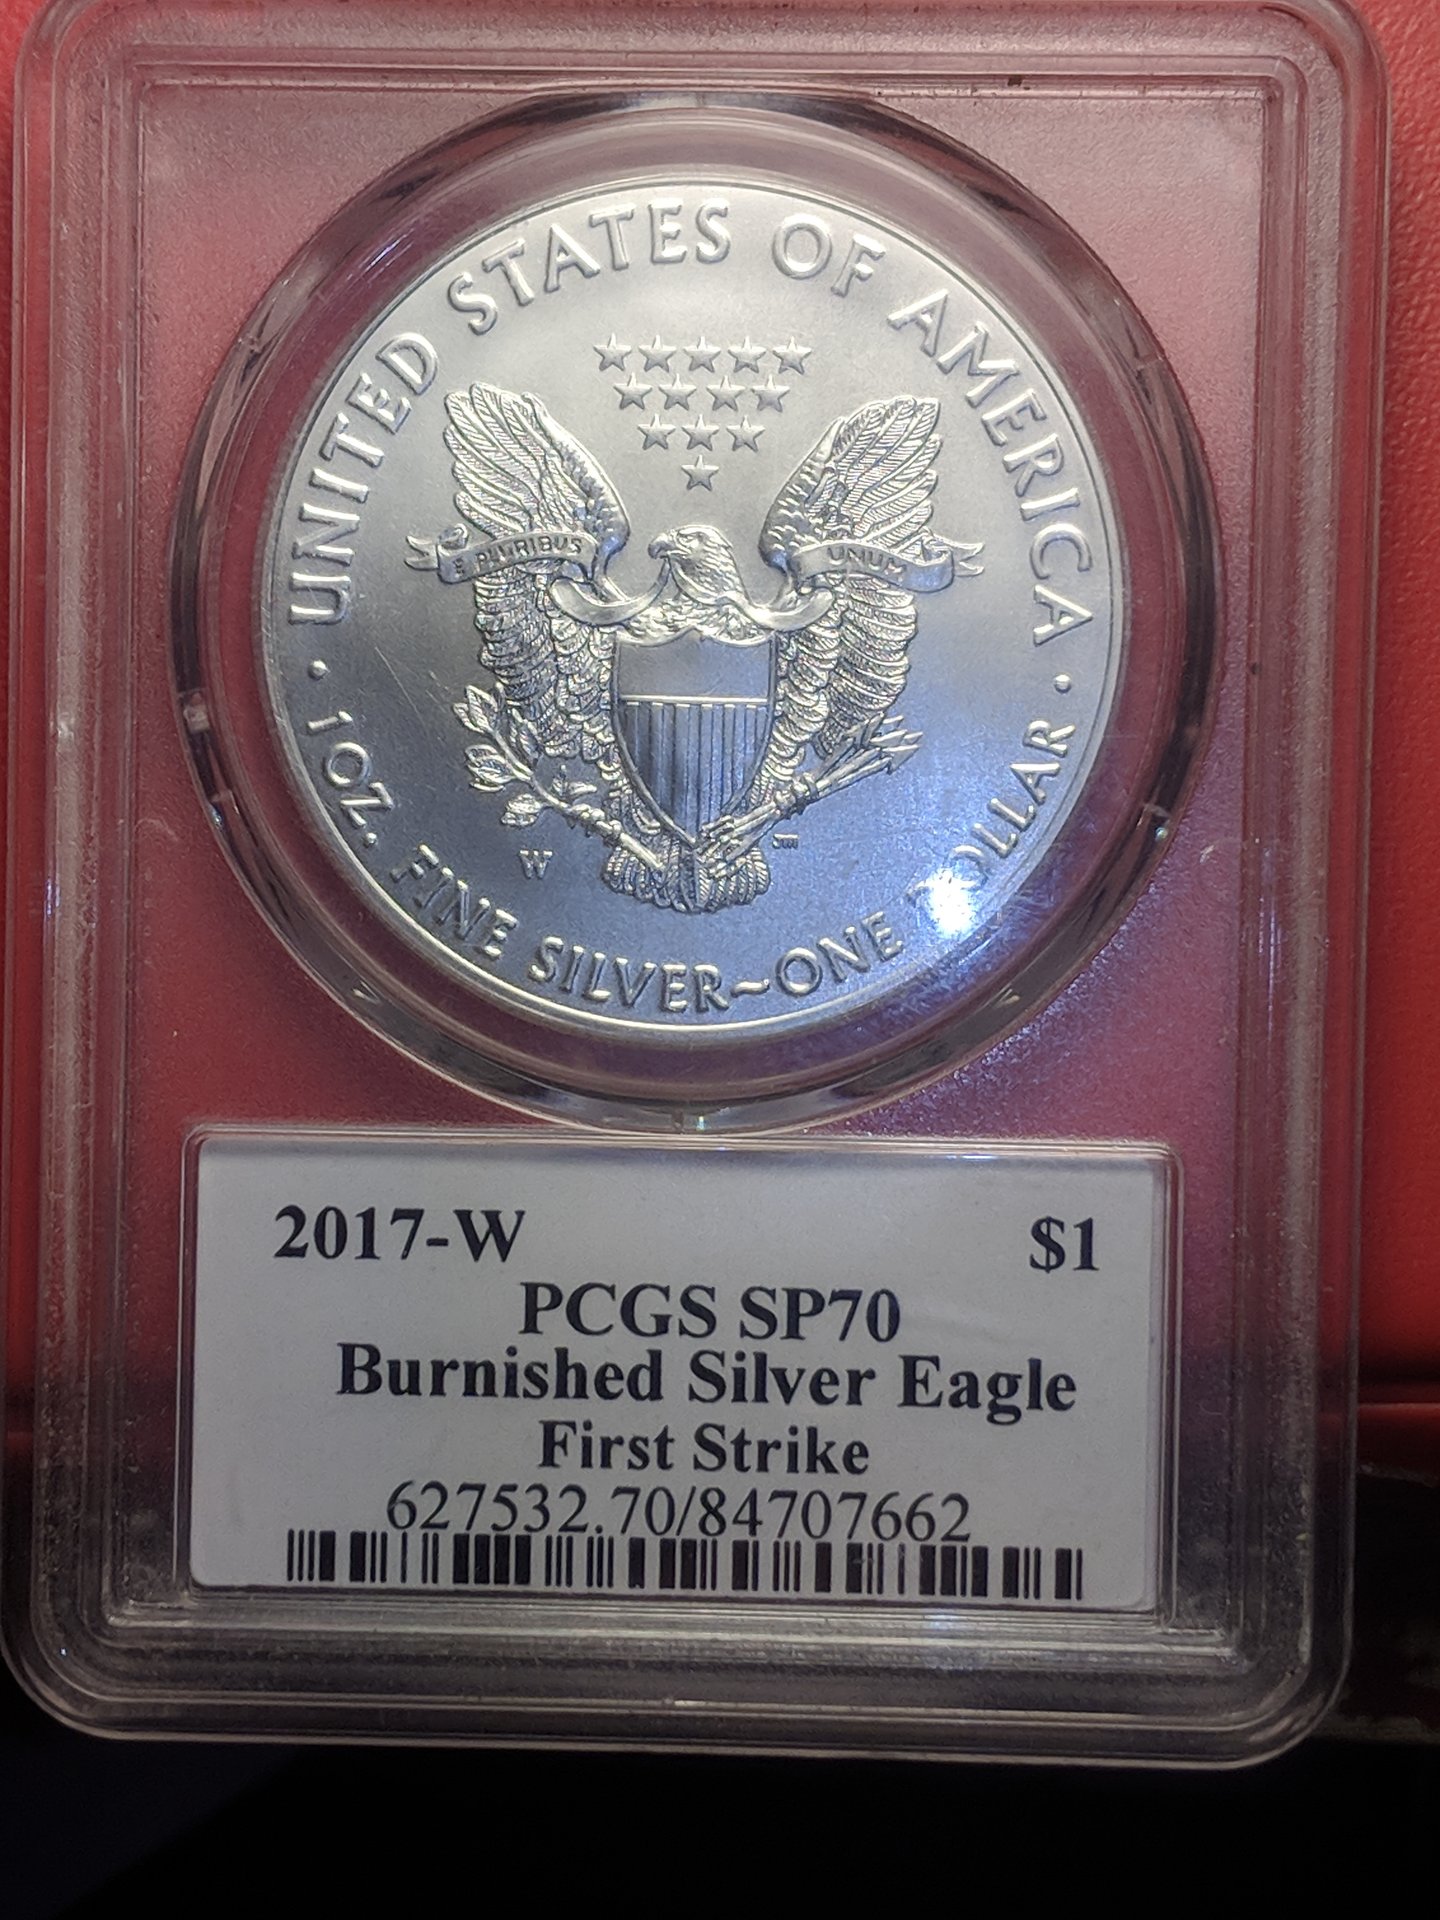 UNITED STATES OF AMERICA
E PLURIBUS UNUM
W
JM
1 OZ. FINE SILVER~ONE DOLLAR
2017-W $1
PCGS SP70
Burnished Silver Eagle
First Strike
627532.70/84707662